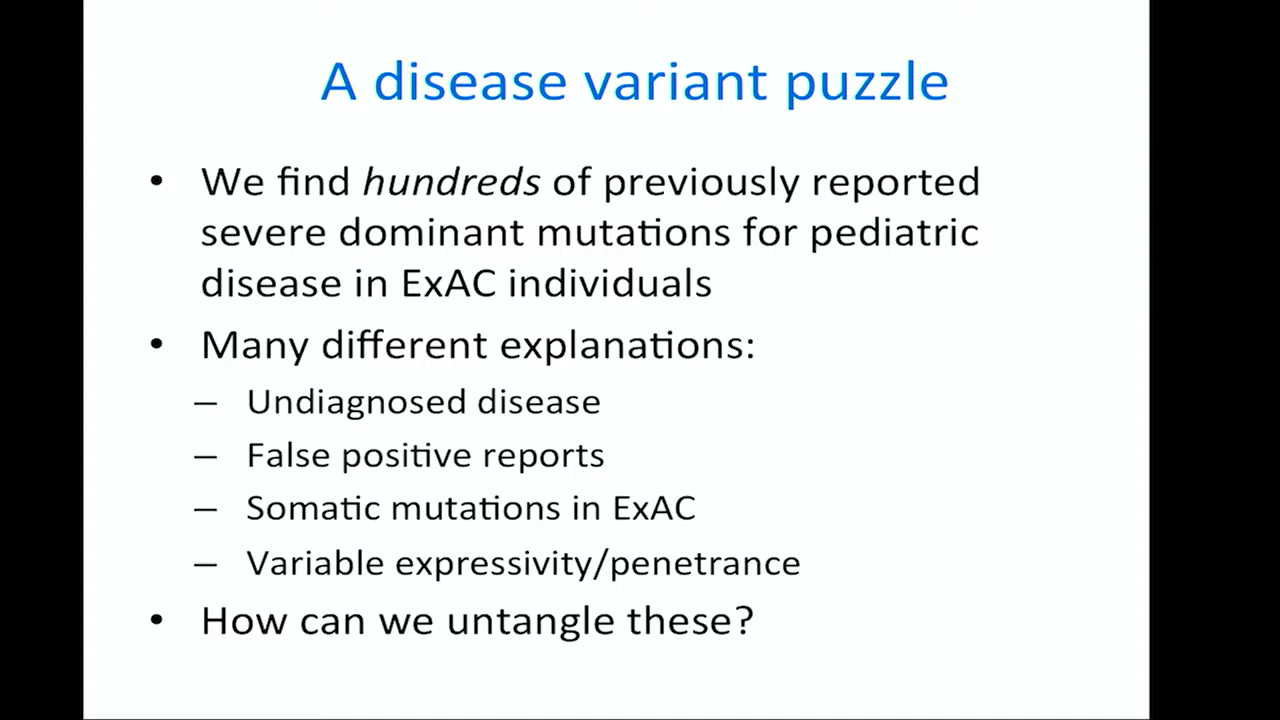 A disease variant puzzle
• We find hundreds of previously reported
severe dominant mutations for pediatric
disease in ExAC individuals
• Many different explanations:
– Undiagnosed disease
– False positive reports
– Somatic mutations in ExAC
– Variable expressivity/penetrance
• How can we untangle these?